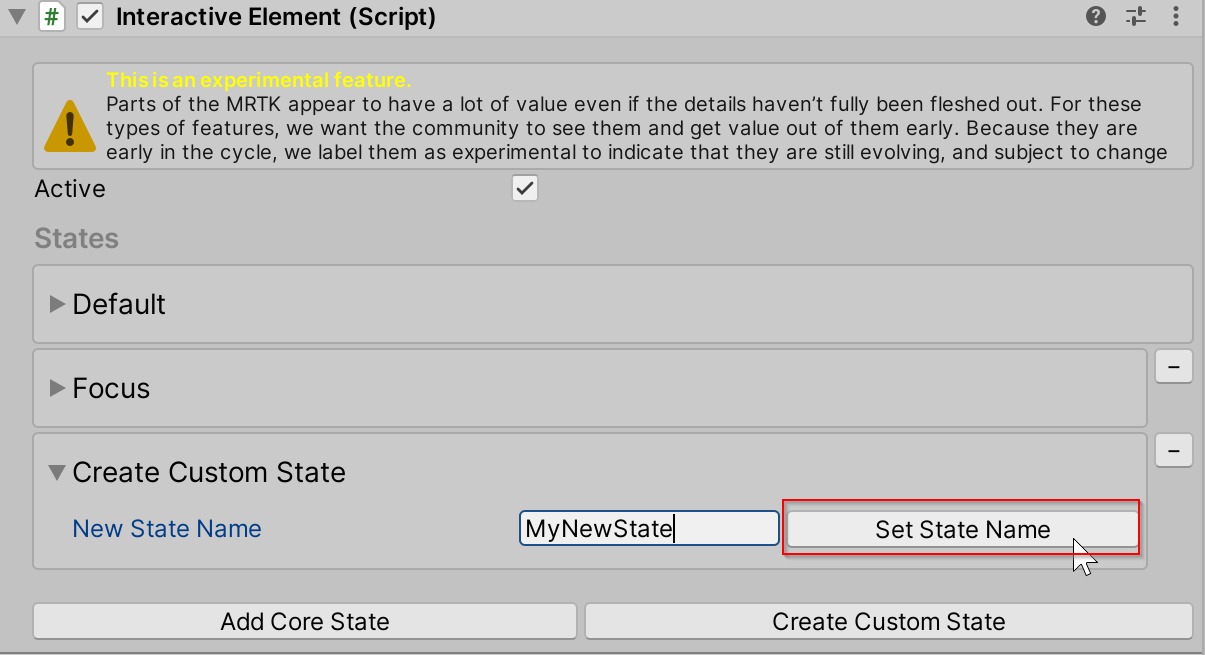 # Interactive Element (Script)
This is an experimental feature.
Parts of the MRTK appear to have a lot of value even if the details haven’t fully been fleshed out. For these
types of features, we want the community to see them and get value out of them early. Because they are
early in the cycle, we label them as experimental to indicate that they are still evolving, and subject to change
Active
States
Default
Focus
Create Custom State
New State Name MyNewState Set State Name
Add Core State Create Custom State